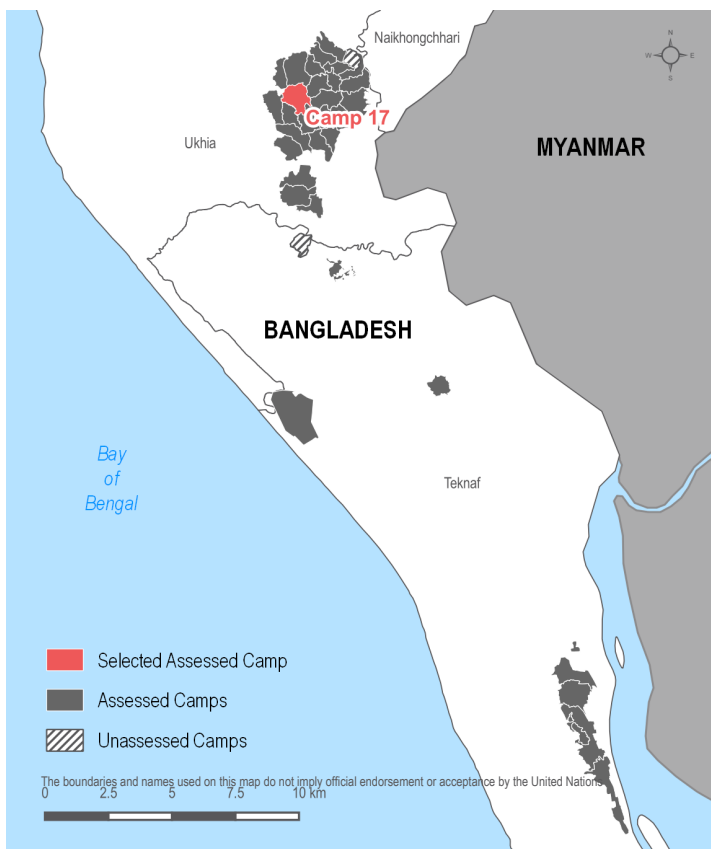 Naikhongchhari
N
W
E
S
Camp 17
Ukhia
MYANMAR
BANGLADESH
Bay
of
Bengal
Teknaf
Selected Assessed Camp
Assessed Camps
Unassessed Camps
The boundaries and names used on this map do not imply official endorsement or acceptance by the United Nations
0 2.5 5 7.5 10 km